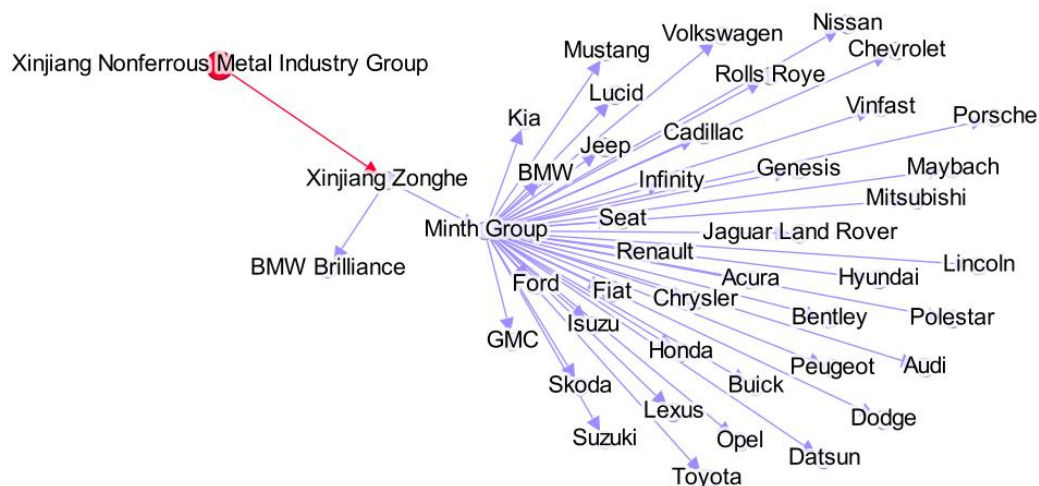 Nissan
Volkswagen
Mustang
Chevrolet
Xinjiang Nonferrous Metal Industry Group
Rolls Roye
Lucid
Vinfast
Porsche
Kia
Cadillac
Jeep
BMW
Genesis
Maybach
Xinjiang Zonghe
Infinity
Mitsubishi
Seat
Minth Group
Jaguar Land Rover
Renault
Lincoln
BMW Brilliance
Acura
Hyundai
Ford
Fiat
Chrysler
Isuzu
Bentley
Polestar
GMC
Honda
Peugeot
Audi
Skoda
Buick
Lexus
Dodge
Suzuki
Opel
Datsun
Toyota